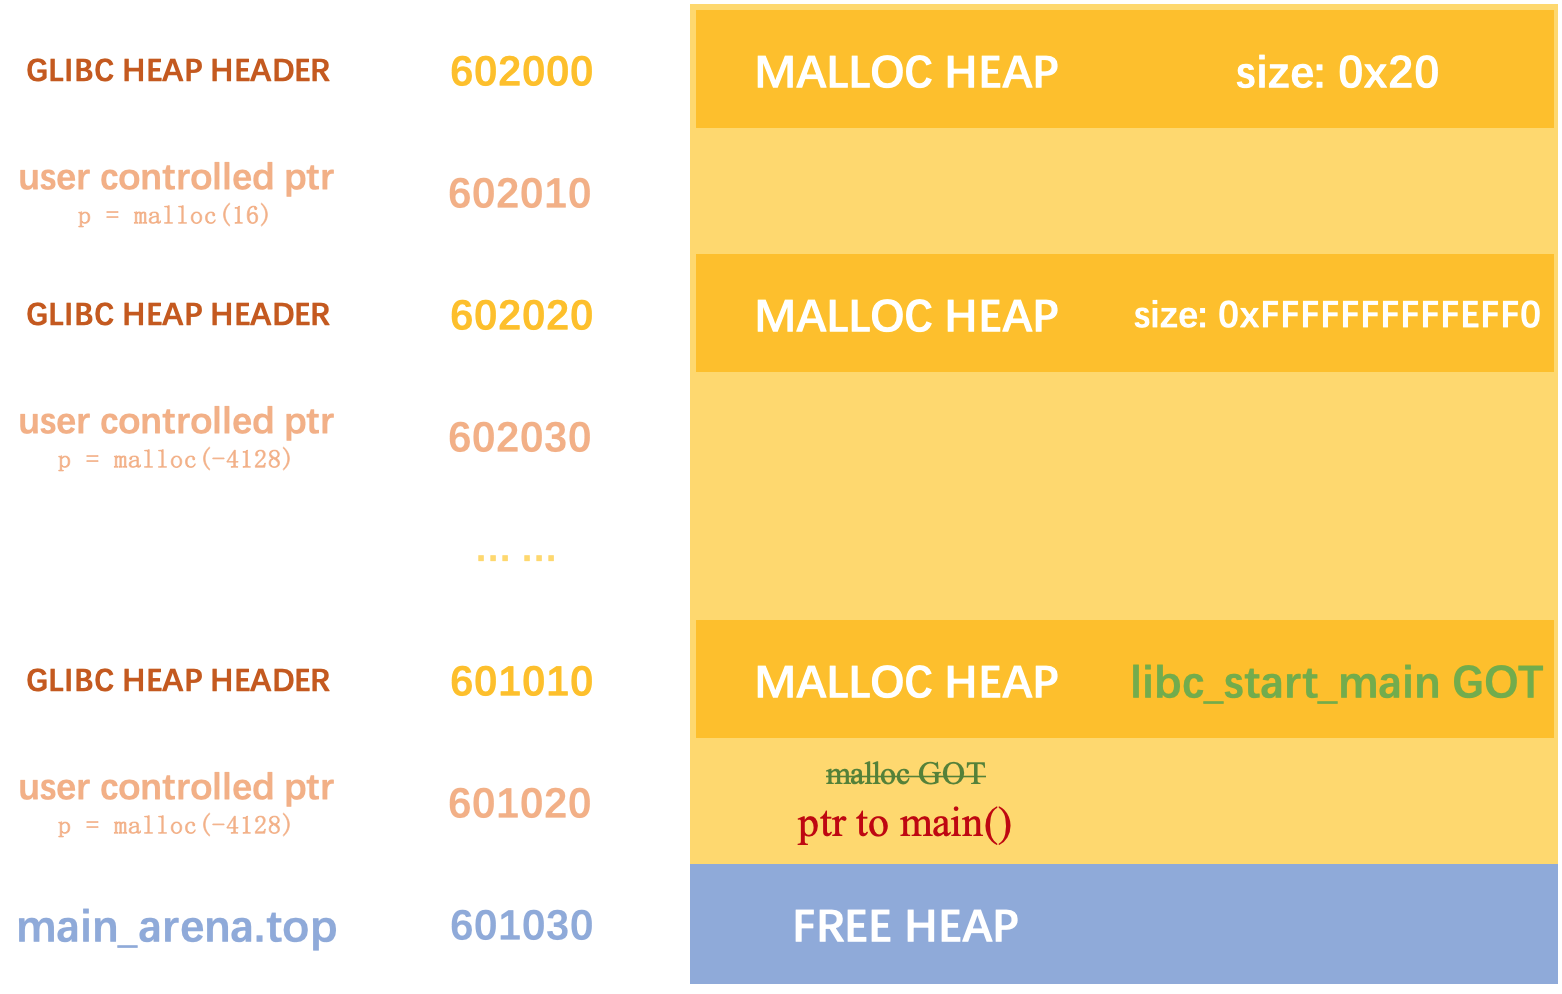 GLIBC HEAP HEADER 602000 MALLOC HEAP size: 0x20
user controlled ptr 602010
p = malloc(16)
GLIBC HEAP HEADER 602020 MALLOC HEAP size: 0xFFFFFFFFFFFEFF0
user controlled ptr 602030
p = malloc(-4128)
... ...
GLIBC HEAP HEADER 601010 MALLOC HEAP libc_start_main GOT
malloc GOT
user controlled ptr 601020 ptr to main()
p = malloc(-4128)
main_arena.top 601030 FREE HEAP